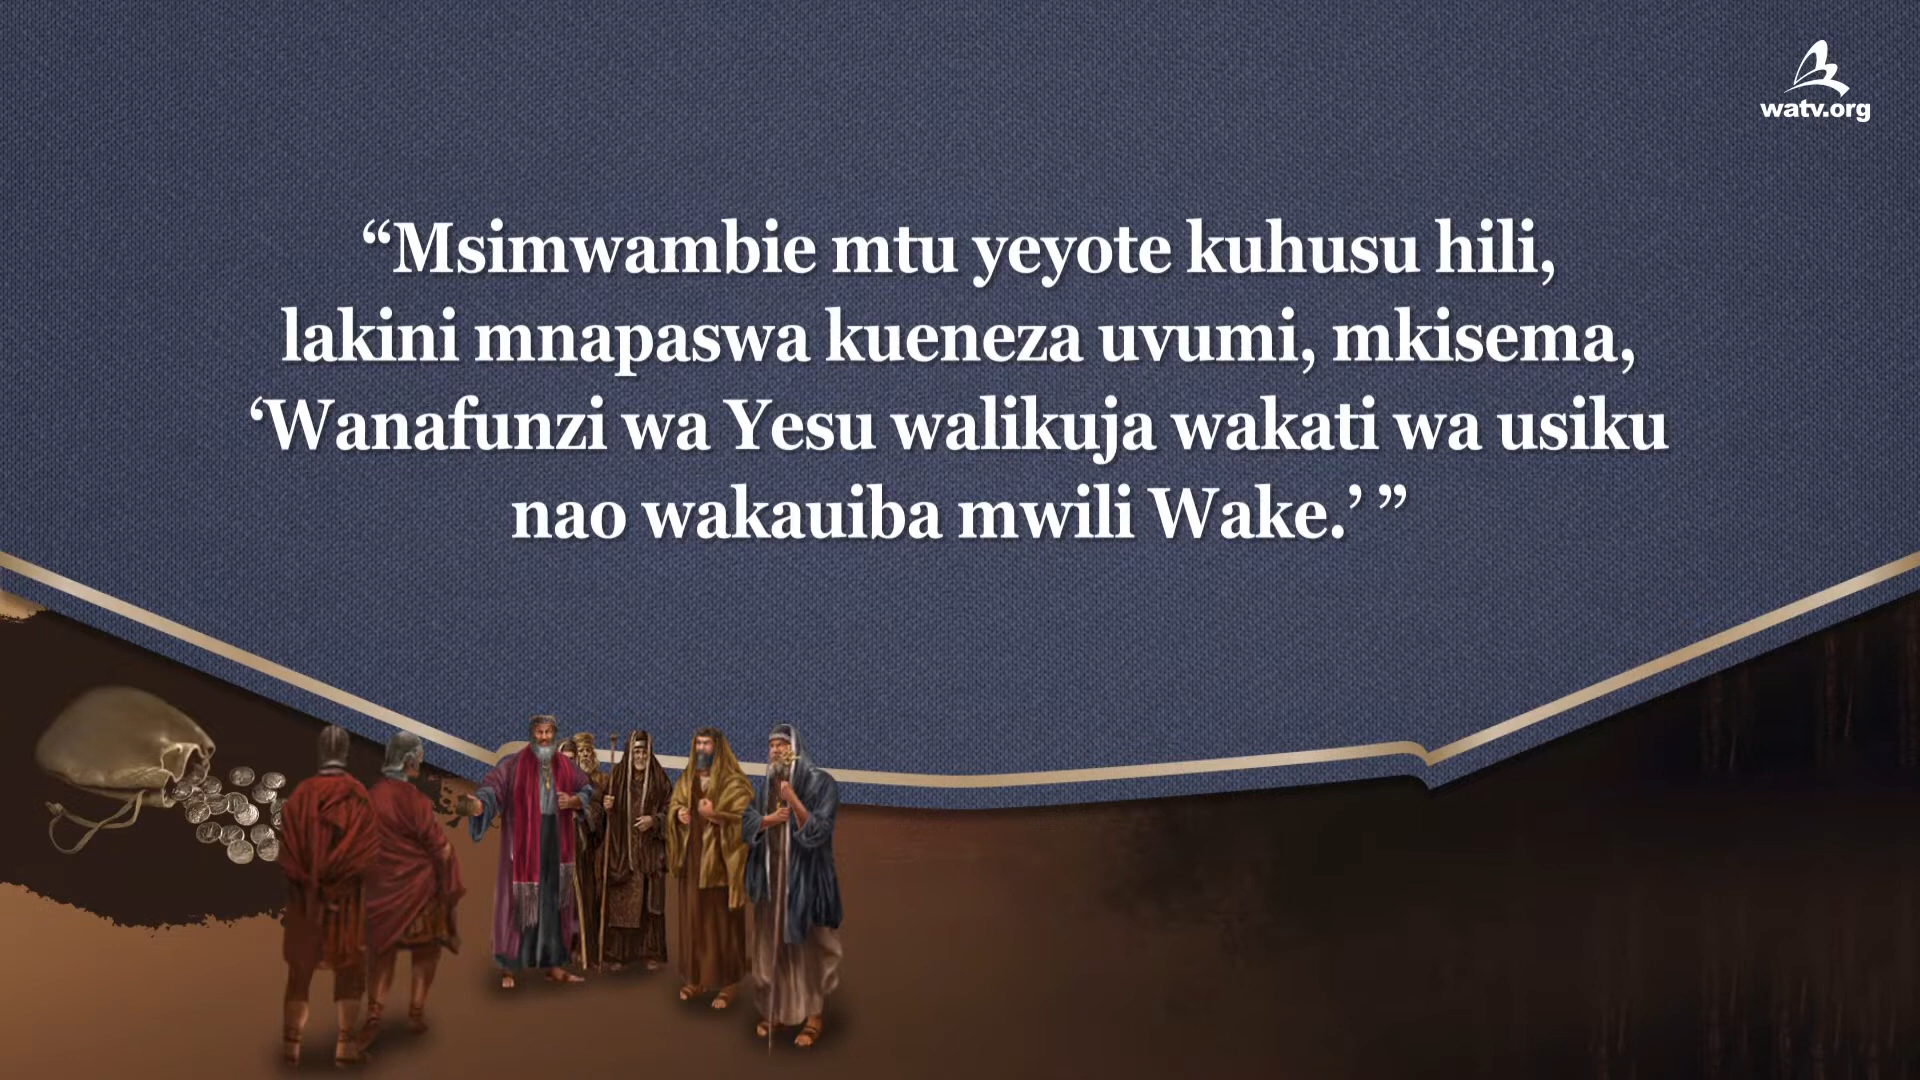 watv.org
“Msimwambie mtu yeyote kuhusu hili,
lakini mnapaswa kueneza uvumi, mkisema,
‘Wanafunzi wa Yesu walikuja wakati wa usiku
nao wakauiba mwili Wake.’ ”